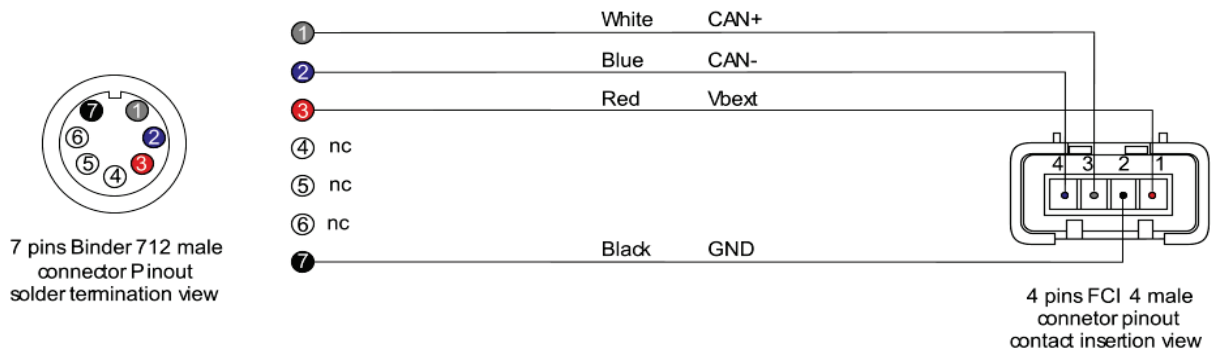 1 White CAN+
2 Blue CAN-
3 Red Vbext
4 nc
5 nc
6 nc
7 Black GND
7 1
6 2
5 3
4
7 pins Binder 712 male
connector Pinout
solder termination view
4 3 2 1
4 pins FCI 4 male
connetor pinout
contact insertion view